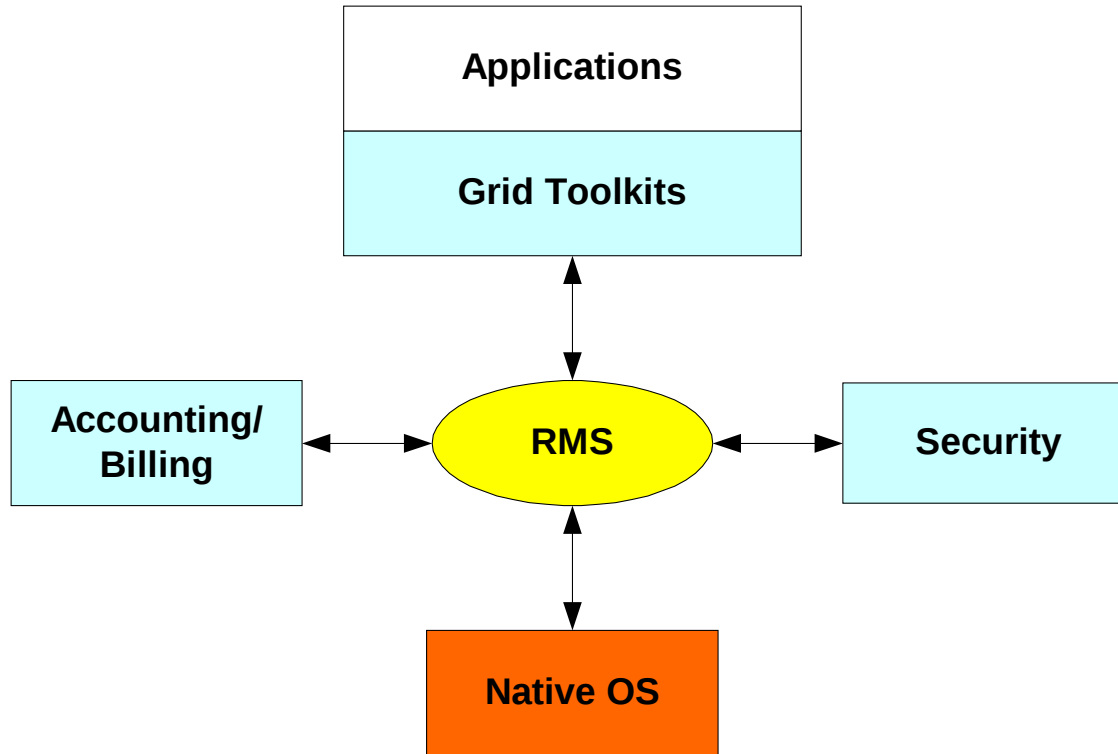 Applications
Grid Toolkits
Accounting/
Billing
RMS
Security
Native OS